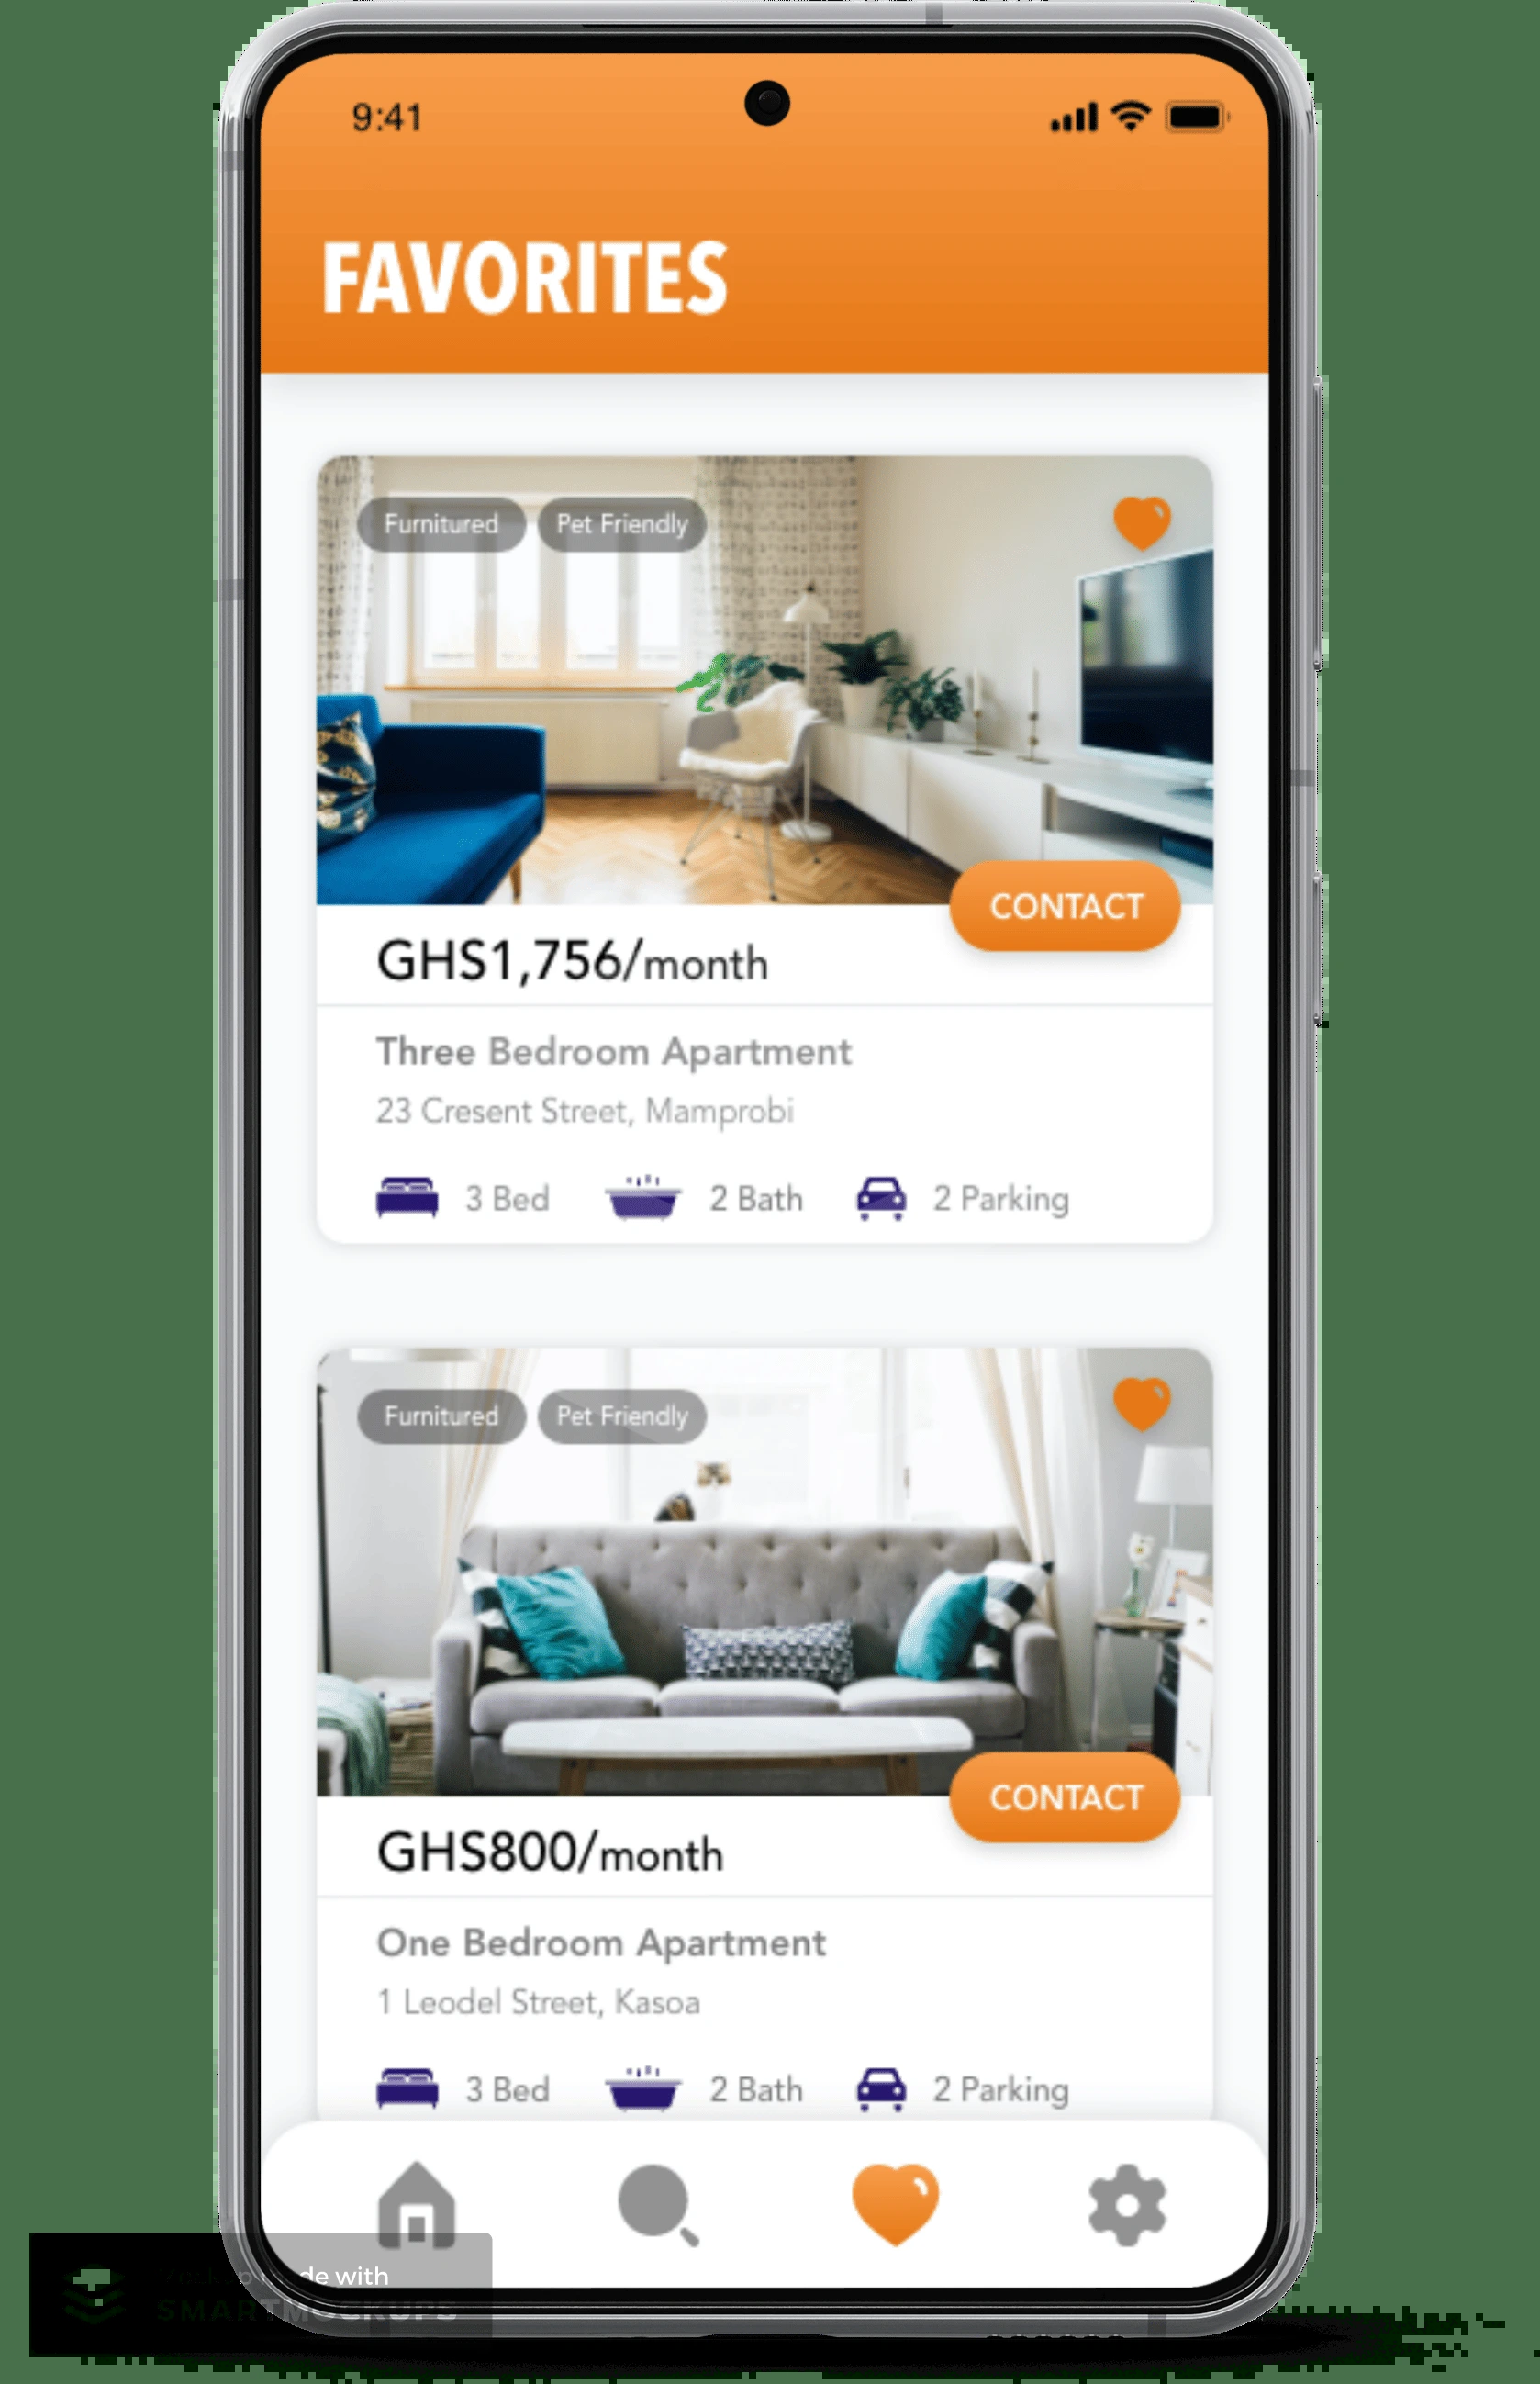 9:41
FAVORITES
Furnitured Pet Friendly
CONTACT
GHS1,756/month
Three Bedroom Apartment
23 Cresent Street, Mamprobi
3 Bed 2 Bath 2 Parking
Furnitured Pet Friendly
CONTACT
GHS800/month
One Bedroom Apartment
1 Leodel Street, Kasoa
3 Bed 2 Bath 2 Parking
with
SMARTMOCKUPS